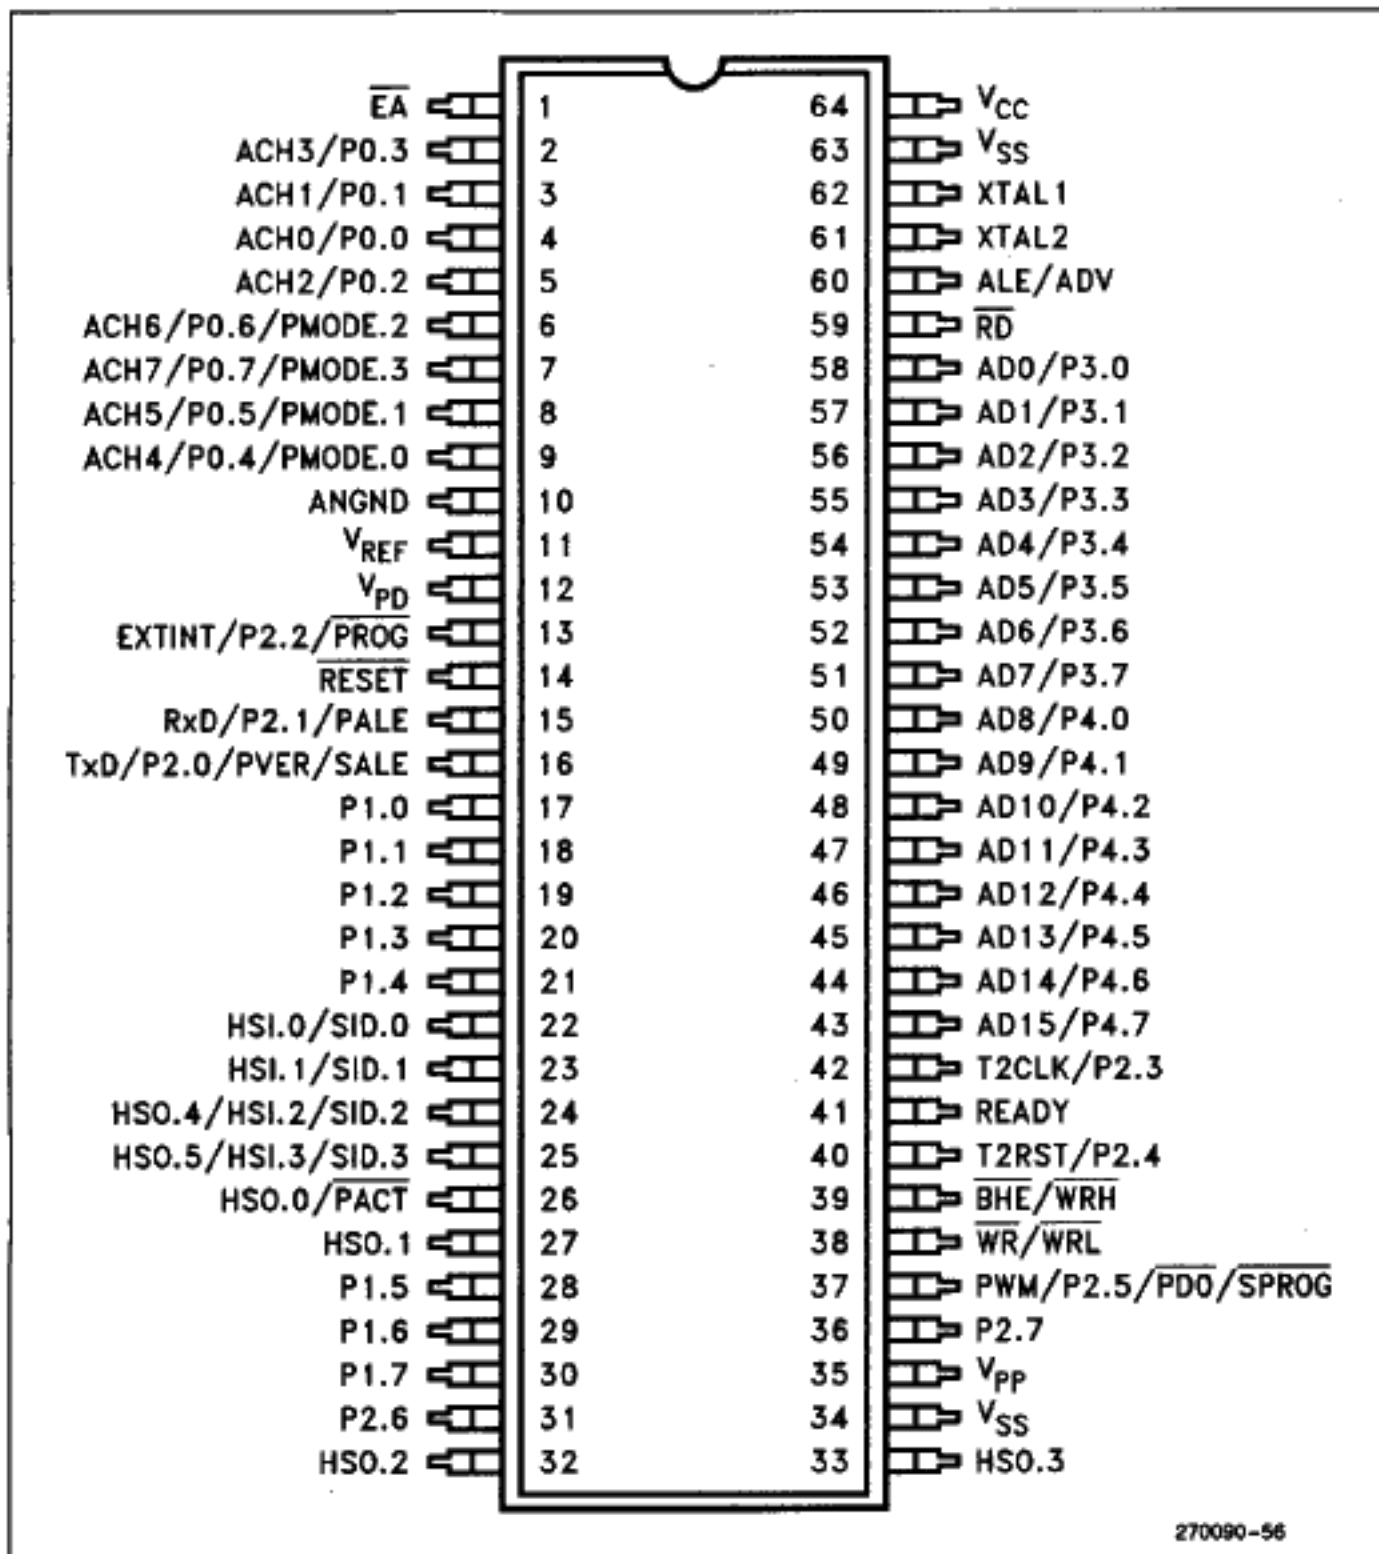 E̅A̅ 1 64 VCC
ACH3/P0.3 2 63 VSS
ACH1/P0.1 3 62 XTAL1
ACH0/P0.0 4 61 XTAL2
ACH2/P0.2 5 60 ALE/ADV
ACH6/P0.6/PMODE.2 6 59 R̅D̅
ACH7/P0.7/PMODE.3 7 58 AD0/P3.0
ACH5/P0.5/PMODE.1 8 57 AD1/P3.1
ACH4/P0.4/PMODE.0 9 56 AD2/P3.2
ANGND 10 55 AD3/P3.3
VREF 11 54 AD4/P3.4
VPD 12 53 AD5/P3.5
EXTINT/P2.2/P̅R̅O̅G̅ 13 52 AD6/P3.6
R̅E̅S̅E̅T̅ 14 51 AD7/P3.7
RxD/P2.1/PALE 15 50 AD8/P4.0
TxD/P2.0/PVER/SALE 16 49 AD9/P4.1
P1.0 17 48 AD10/P4.2
P1.1 18 47 AD11/P4.3
P1.2 19 46 AD12/P4.4
P1.3 20 45 AD13/P4.5
P1.4 21 44 AD14/P4.6
HSI.0/SID.0 22 43 AD15/P4.7
HSI.1/SID.1 23 42 T2CLK/P2.3
HSO.4/HSI.2/SID.2 24 41 READY
HSO.5/HSI.3/SID.3 25 40 T2RST/P2.4
HSO.0/P̅A̅C̅T̅ 26 39 B̅H̅E̅/W̅R̅H̅
HSO.1 27 38 W̅R̅/W̅R̅L̅
P1.5 28 37 PWM/P2.5/P̅D̅O̅/S̅P̅R̅O̅G̅
P1.6 29 36 P2.7
P1.7 30 35 VPP
P2.6 31 34 VSS
HSO.2 32 33 HSO.3
270090-56